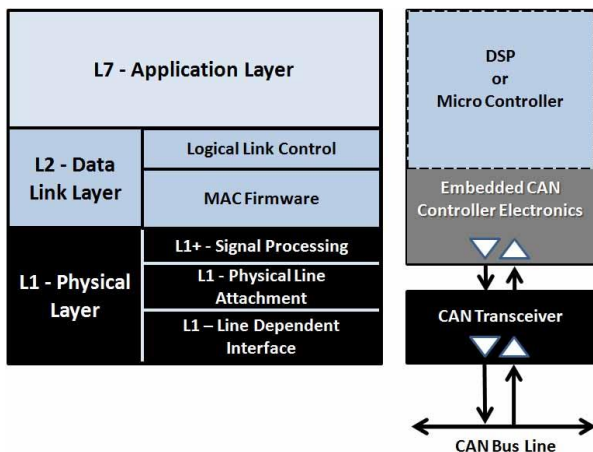 L7 - Application Layer
L2 - Data
Link Layer
Logical Link Control
MAC Firmware
L1 - Physical
Layer
L1+ - Signal Processing
L1 - Physical Line
Attachment
L1 – Line Dependent
Interface
DSP
or
Micro Controller
Embedded CAN
Controller Electronics
CAN Transceiver
CAN Bus Line